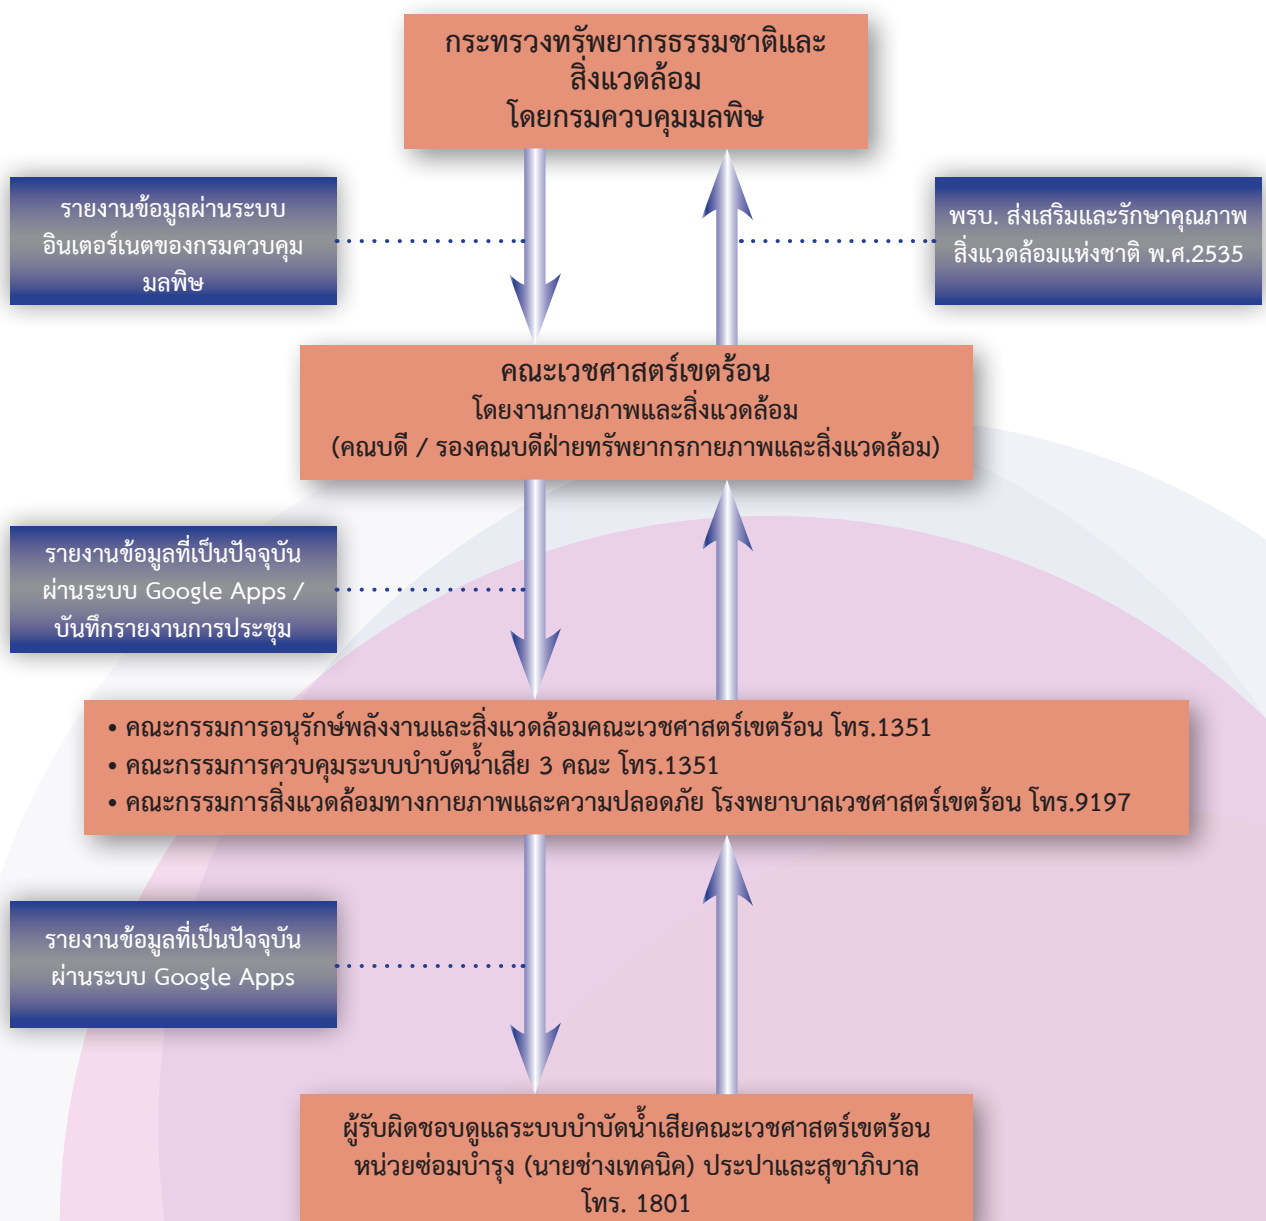 กระทรวงทรัพยากรธรรมชาติและ
สิ่งแวดล้อม
โดยกรมควบคุมมลพิษ
รายงานข้อมูลผ่านระบบ
อินเตอร์เนตของกรมควบคุม
มลพิษ
พรบ. ส่งเสริมและรักษาคุณภาพ
สิ่งแวดล้อมแห่งชาติ พ.ศ.2535
คณะเวชศาสตร์เขตร้อน
โดยงานกายภาพและสิ่งแวดล้อม
(คณบดี / รองคณบดีฝ่ายทรัพยากรกายภาพและสิ่งแวดล้อม)
รายงานข้อมูลที่เป็นปัจจุบัน
ผ่านระบบ Google Apps /
บันทึกรายงานการประชุม
• คณะกรรมการอนุรักษ์พลังงานและสิ่งแวดล้อมคณะเวชศาสตร์เขตร้อน โทร.1351
• คณะกรรมการควบคุมระบบบำบัดน้ำเสีย 3 คณะ โทร.1351
• คณะกรรมการสิ่งแวดล้อมทางกายภาพและความปลอดภัย โรงพยาบาลเวชศาสตร์เขตร้อน โทร.9197
รายงานข้อมูลที่เป็นปัจจุบัน
ผ่านระบบ Google Apps
ผู้รับผิดชอบดูแลระบบบำบัดน้ำเสียคณะเวชศาสตร์เขตร้อน
หน่วยซ่อมบำรุง (นายช่างเทคนิค) ประปาและสุขาภิบาล
โทร. 1801